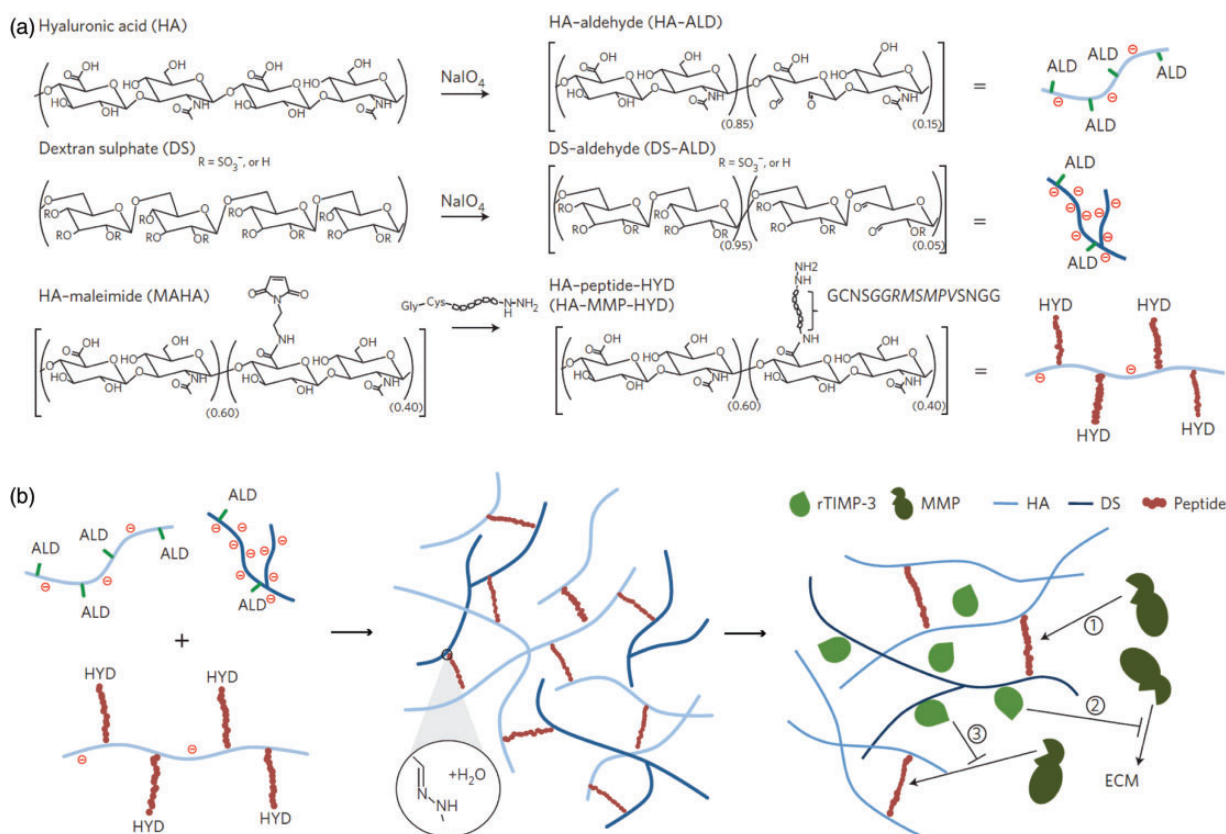 (a) Hyaluronic acid (HA)
HA–aldehyde (HA–ALD)
NaIO4
(0.85)
(0.15)
=
ALD
ALD
ALD
ALD
Dextran sulphate (DS)
R = SO3−, or H
DS–aldehyde (DS–ALD)
R = SO3−, or H
NaIO4
(0.95)
(0.05)
=
ALD
ALD
HA–maleimide (MAHA)
Gly–Cys
N
H
NH2
HA–peptide–HYD
(HA–MMP–HYD)
NH2
NH
GCNSGGRMSMPVSNGG
(0.60)
(0.40)
(0.60)
(0.40)
=
HYD
HYD
HYD
HYD
(b)
ALD
ALD
ALD
ALD
ALD
ALD
+
HYD
HYD
HYD
HYD
+H2O
N
N
NH
rTIMP-3
MMP
HA
DS
Peptide
1
2
3
ECM